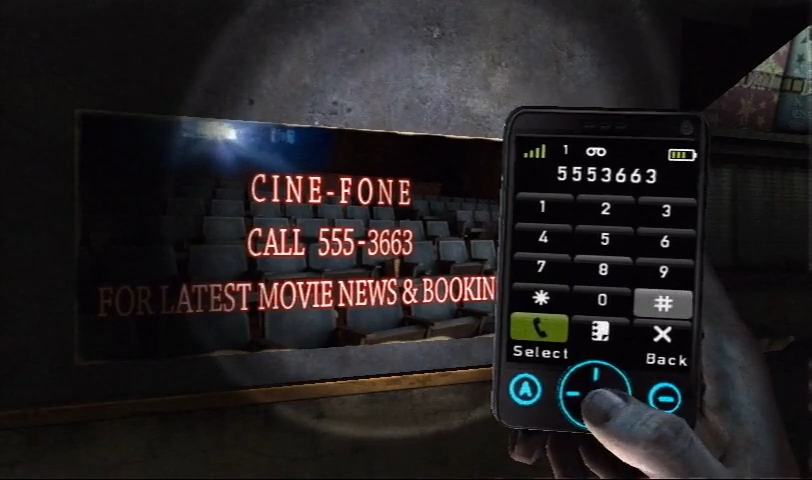 CINE-FONE
CALL 555-3663
FOR LATEST MOVIE NEWS & BOOKIN
1
5553663
1 2 3
4 5 6
7 8 9
* 0 #
Select Back
A